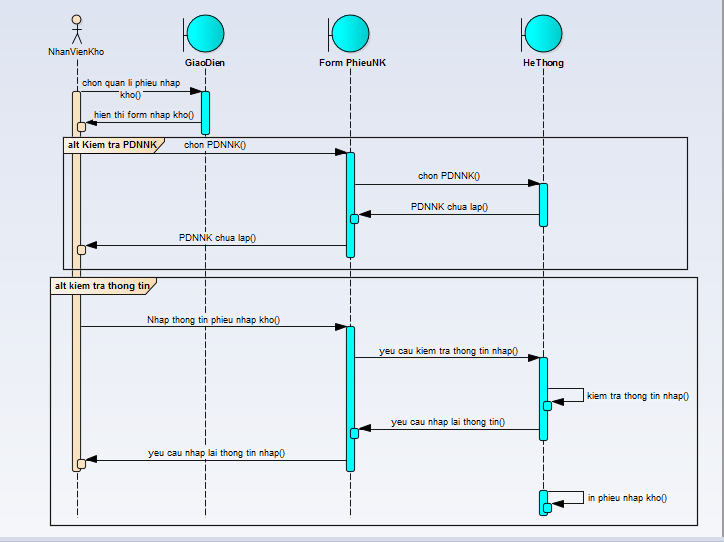 NhanVienKho
GiaoDien
Form PhieuNK
HeThong
chon quan li phieu nhap
kho()
hien thi form nhap kho()
alt Kiem tra PDNNK
chon PDNNK()
chon PDNNK()
PDNNK chua lap()
PDNNK chua lap()
alt kiem tra thong tin
Nhap thong tin phieu nhap kho()
yeu cau kiem tra thong tin nhap()
kiem tra thong tin nhap()
yeu cau nhap lai thong tin()
yeu cau nhap lai thong tin nhap()
in phieu nhap kho()